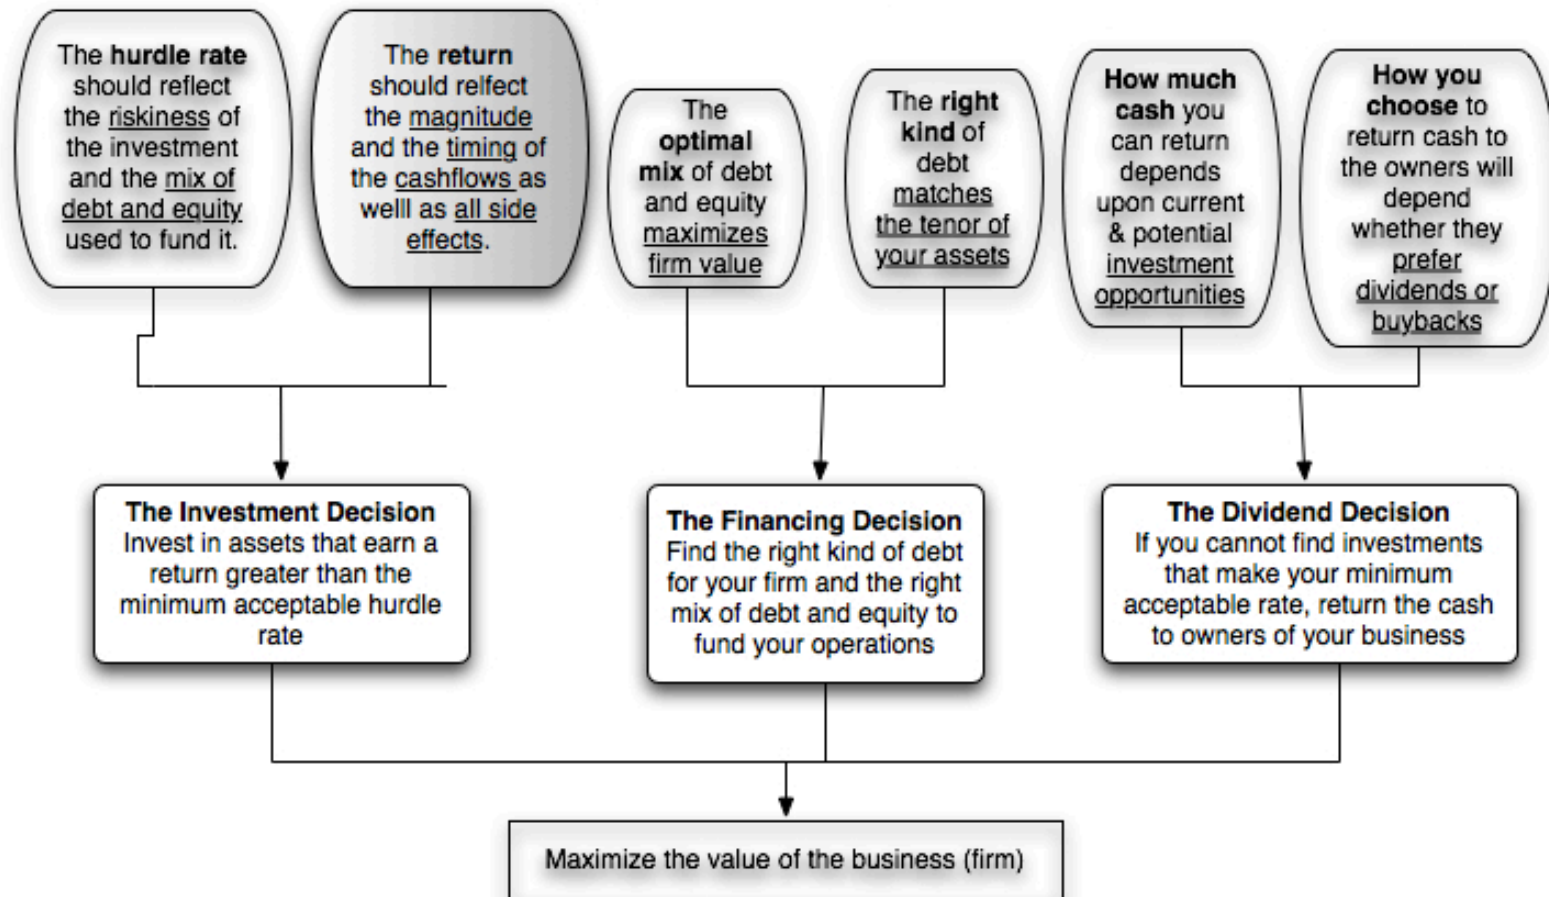 The hurdle rate
should reflect
the riskiness of
the investment
and the mix of
debt and equity
used to fund it.
The return
should relfect
the magnitude
and the timing of
the cashflows as
welll as all side
effects.
The
optimal
mix of debt
and equity
maximizes
firm value
The right
kind of
debt
matches
the tenor of
your assets
How much
cash you
can return
depends
upon current
& potential
investment
opportunities
How you
choose to
return cash to
the owners will
depend
whether they
prefer
dividends or
buybacks
The Investment Decision
Invest in assets that earn a
return greater than the
minimum acceptable hurdle
rate
The Financing Decision
Find the right kind of debt
for your firm and the right
mix of debt and equity to
fund your operations
The Dividend Decision
If you cannot find investments
that make your minimum
acceptable rate, return the cash
to owners of your business
Maximize the value of the business (firm)